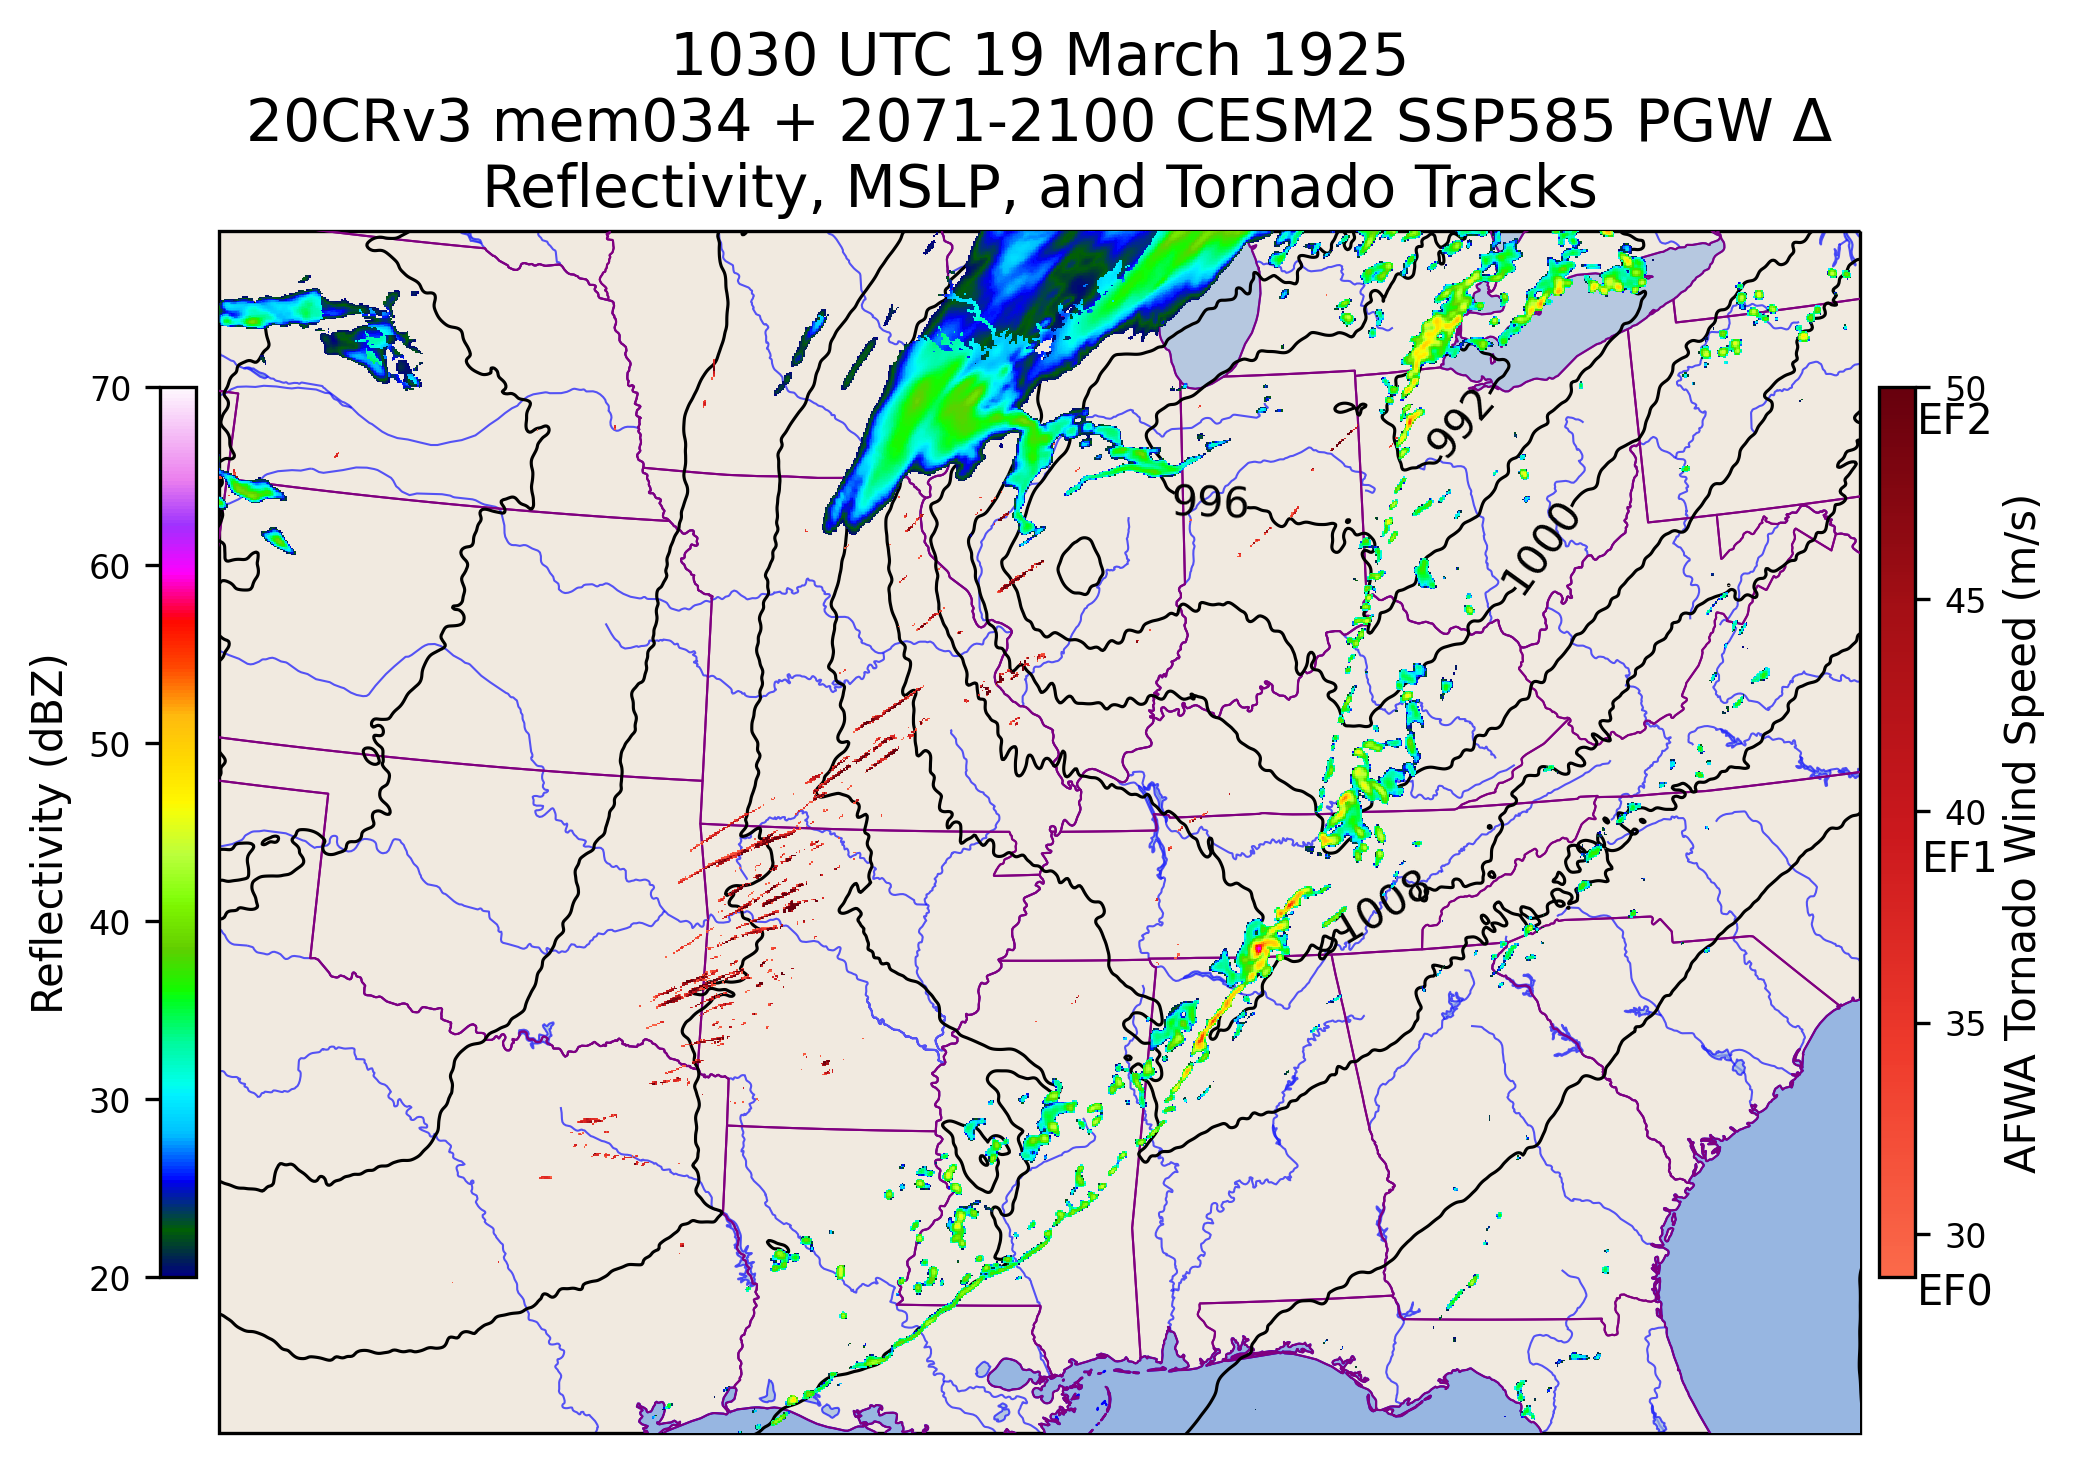 1030 UTC 19 March 1925
20CRv3 mem034 + 2071-2100 CESM2 SSP585 PGW Δ
Reflectivity, MSLP, and Tornado Tracks
Reflectivity (dBZ)
70
60
50
40
30
20
992
996
1000
1008
50
EF2
45
40
EF1
35
30
EF0
AFWA Tornado Wind Speed (m/s)